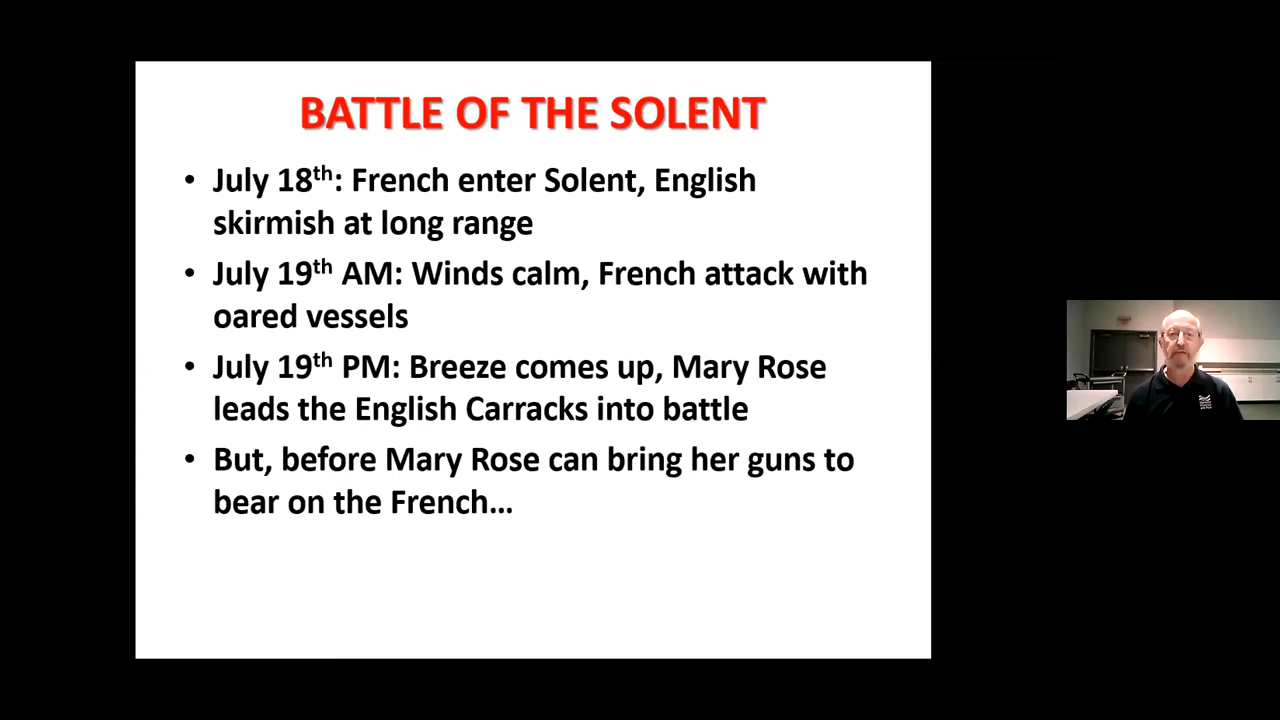 BATTLE OF THE SOLENT
• July 18th: French enter Solent, English
skirmish at long range
• July 19th AM: Winds calm, French attack with
oared vessels
• July 19th PM: Breeze comes up, Mary Rose
leads the English Carracks into battle
• But, before Mary Rose can bring her guns to
bear on the French…